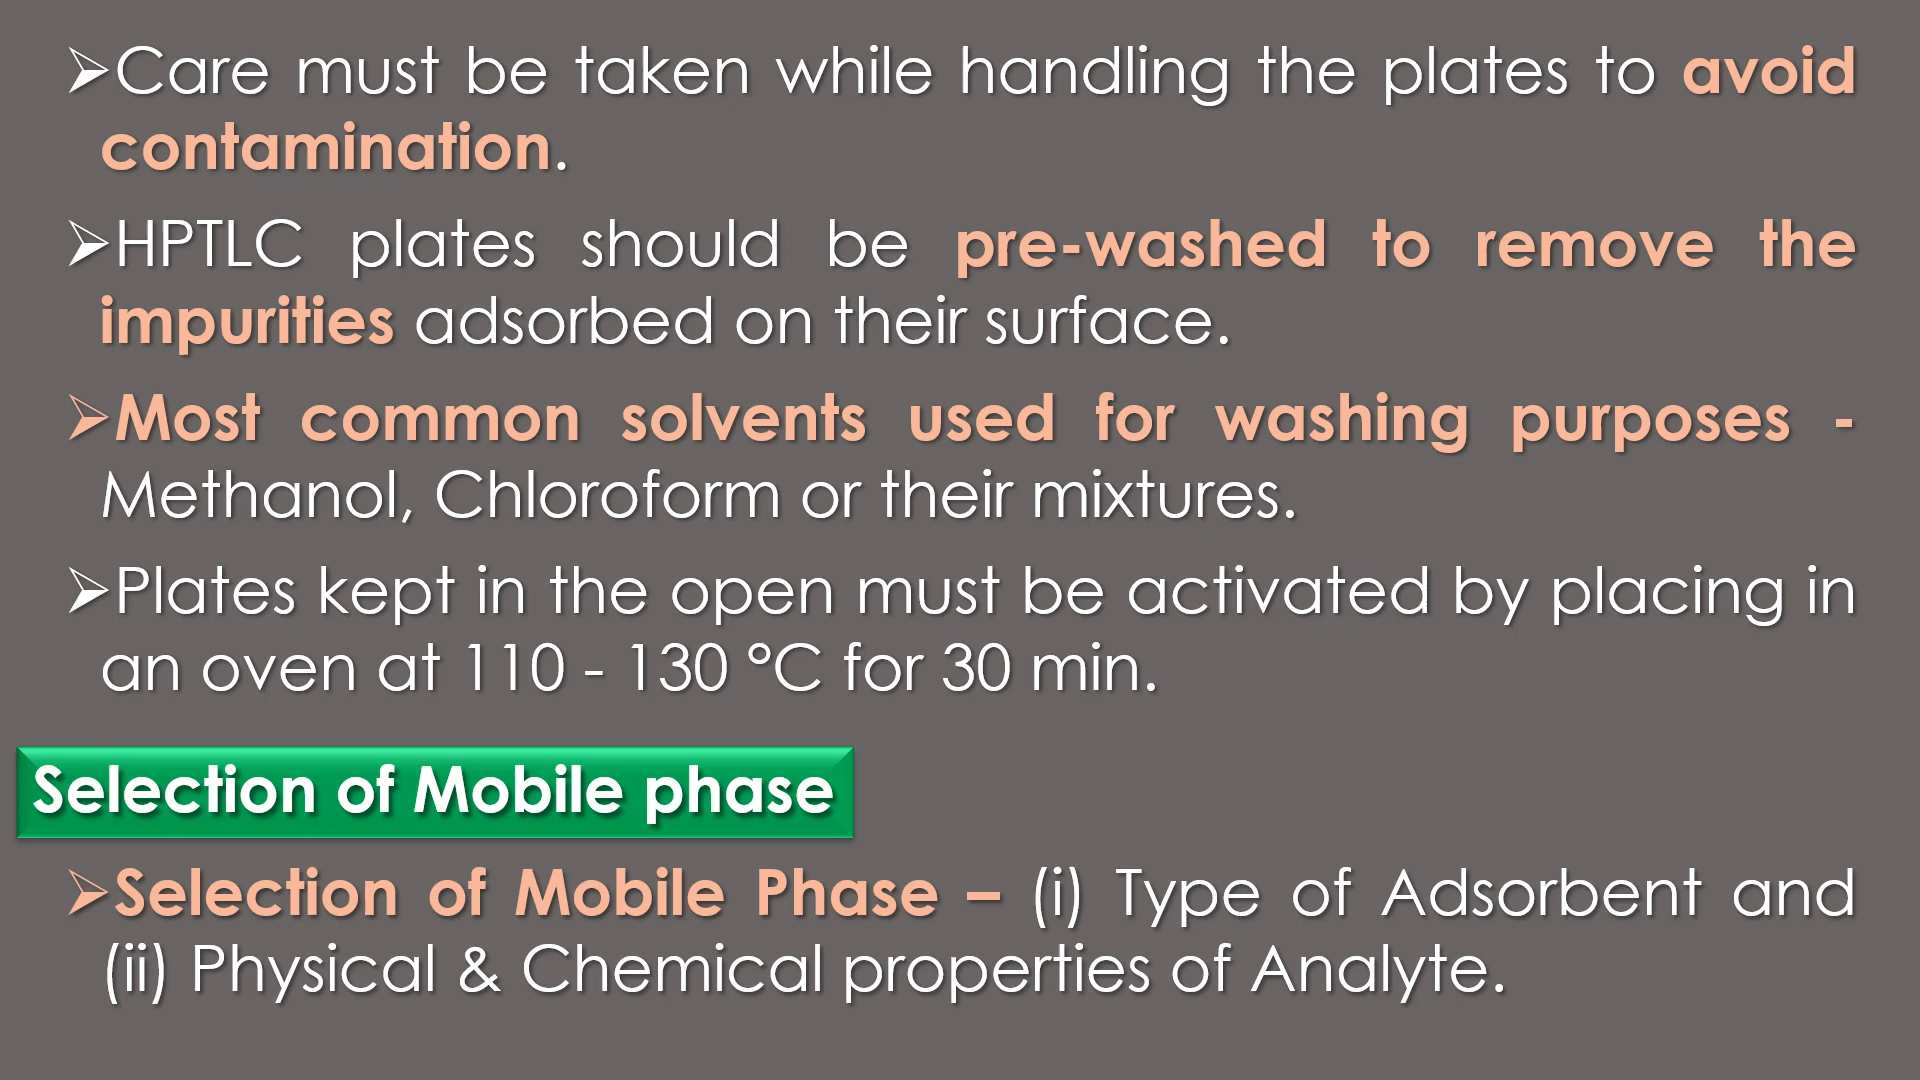 ➢Care must be taken while handling the plates to avoid
contamination.
➢HPTLC plates should be pre-washed to remove the
impurities adsorbed on their surface.
➢Most common solvents used for washing purposes -
Methanol, Chloroform or their mixtures.
➢Plates kept in the open must be activated by placing in
an oven at 110 - 130 °C for 30 min.
Selection of Mobile phase
➢Selection of Mobile Phase – (i) Type of Adsorbent and
(ii) Physical & Chemical properties of Analyte.